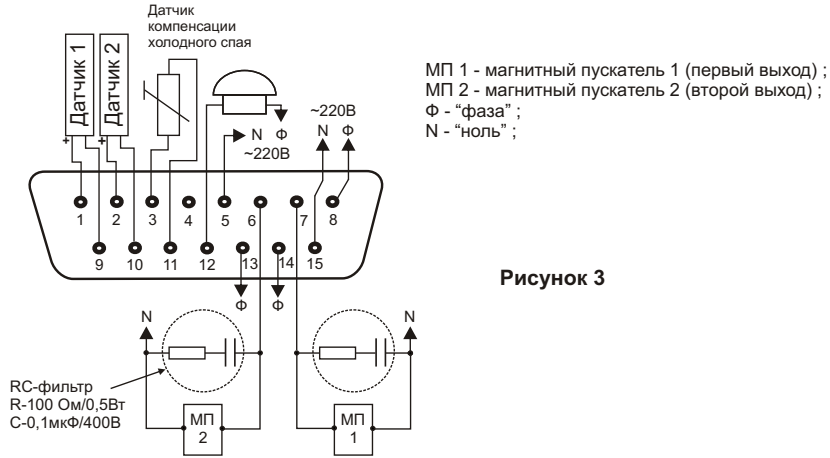 Датчик
компенсации
холодного спая
Датчик 1
Датчик 2
+
+
МП 1 - магнитный пускатель 1 (первый выход) ;
МП 2 - магнитный пускатель 2 (второй выход) ;
Ф - “фаза” ;
N - “ноль” ;
N Ф
~220В
~220В
N Ф
1 2 3 4 5 6 7 8
9 10 11 12 13 14 15
Ф Ф
Рисунок 3
N
N
RC-фильтр
R-100 Ом/0,5Вт
С-0,1мкФ/400В
МП
2
МП
1